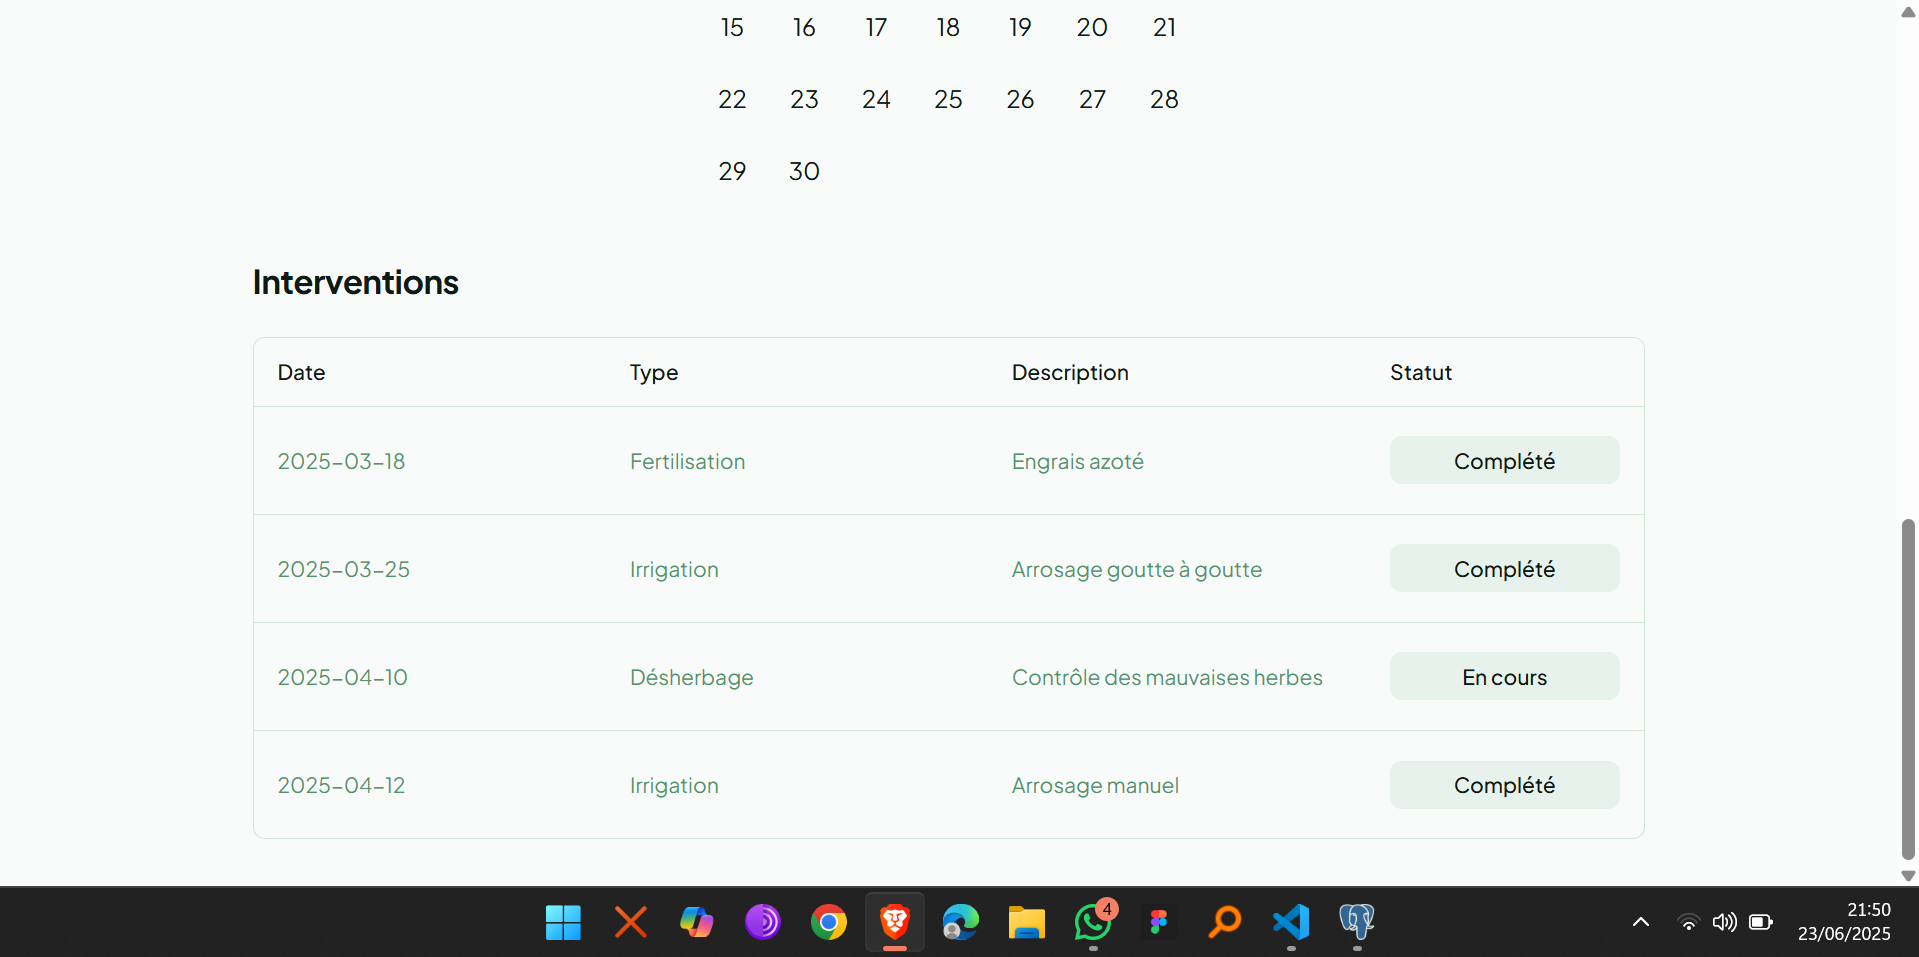 15 16 17 18 19 20 21
22 23 24 25 26 27 28
29 30
Interventions
Date Type Description Statut
2025-03-18 Fertilisation Engrais azoté Complété
2025-03-25 Irrigation Arrosage goutte à goutte Complété
2025-04-10 Désherbage Contrôle des mauvaises herbes En cours
2025-04-12 Irrigation Arrosage manuel Complété
4
21:50
23/06/2025